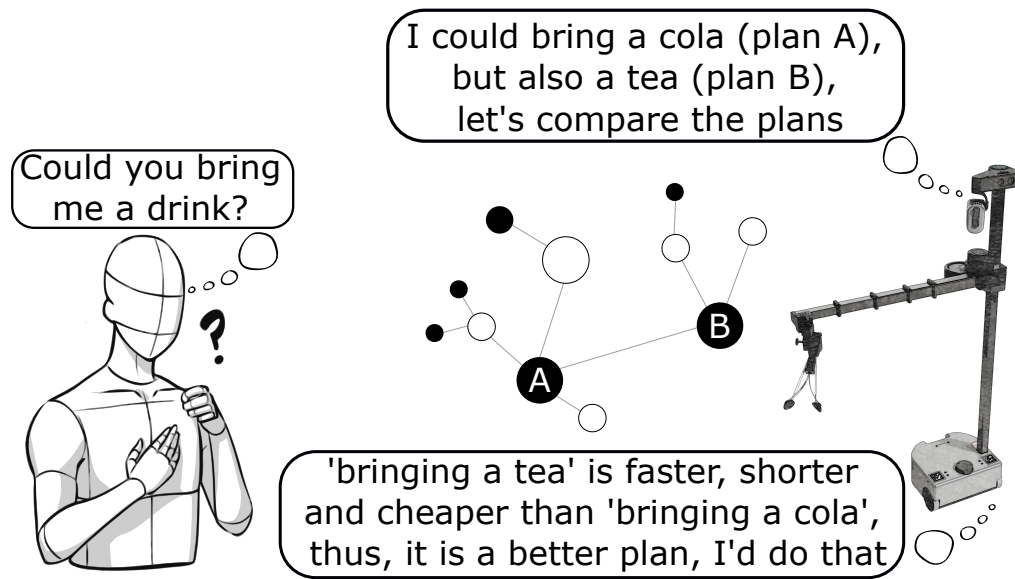 I could bring a cola (plan A),
but also a tea (plan B),
let's compare the plans
Could you bring
me a drink?
?
B
A
'bringing a tea' is faster, shorter
and cheaper than 'bringing a cola',
thus, it is a better plan, I'd do that